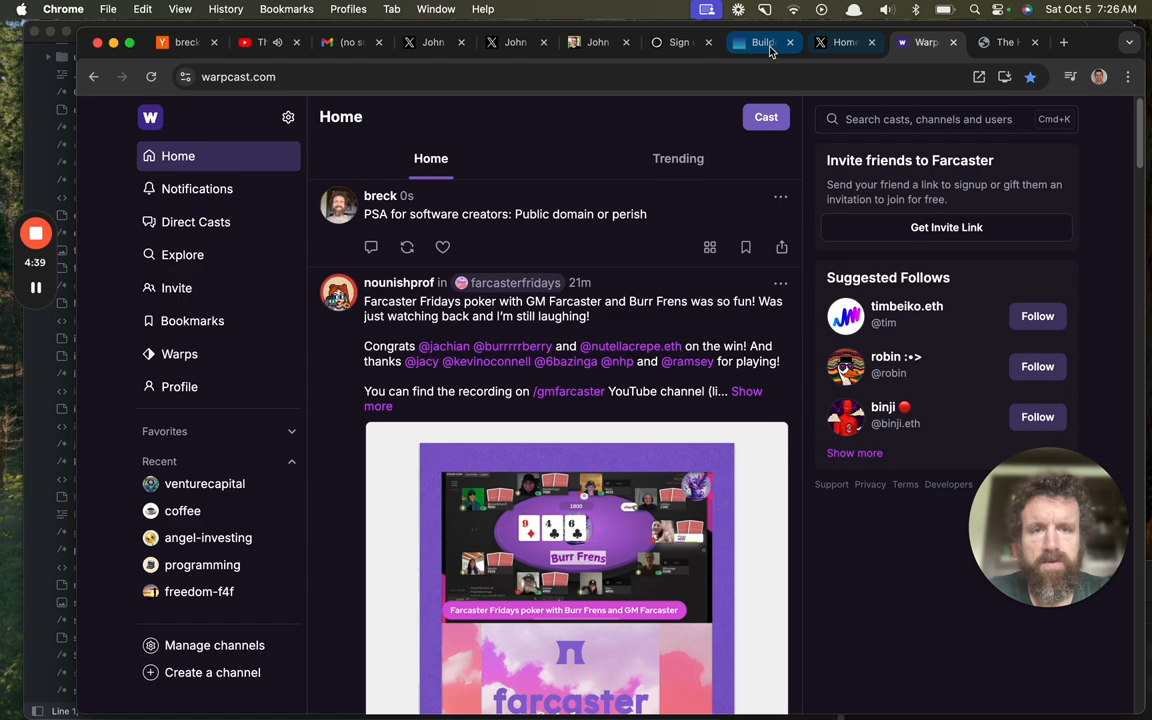 Chrome File Edit View History Bookmarks Profiles Tab Window Help Sat Oct 5 7:26 AM
breck Th (no s John John John Sign u Build Home Warp The H
warpcast.com
W
Home
Notifications
Direct Casts
Explore
Invite
Bookmarks
Warps
Profile
Favorites
Recent
venturecapital
coffee
angel-investing
programming
freedom-f4f
Manage channels
Create a channel
4:39
Line 1,
Home
Cast
Home Trending
breck 0s
PSA for software creators: Public domain or perish
nounishprof in farcasterfridays 21m
Farcaster Fridays poker with GM Farcaster and Burr Frens was so fun! Was
just watching back and I'm still laughing!
Congrats @jachian @burrrrrberry and @nutellacrepe.eth on the win! And
thanks @jacy @kevinoconnell @6bazinga @nhp and @ramsey for playing!
You can find the recording on /gmfarcaster YouTube channel (li... Show
more
1800
9 4 6
Burr Frens
Farcaster Fridays poker with Burr Frens and GM Farcaster
farcaster
Search casts, channels and users Cmd+K
Invite friends to Farcaster
Send your friend a link to signup or gift them an
invitation to join for free.
Get Invite Link
Suggested Follows
timbeiko.eth
@tim
Follow
robin :•>
@robin
Follow
binji
@binji.eth
Follow
Show more
Support Privacy Terms Developers